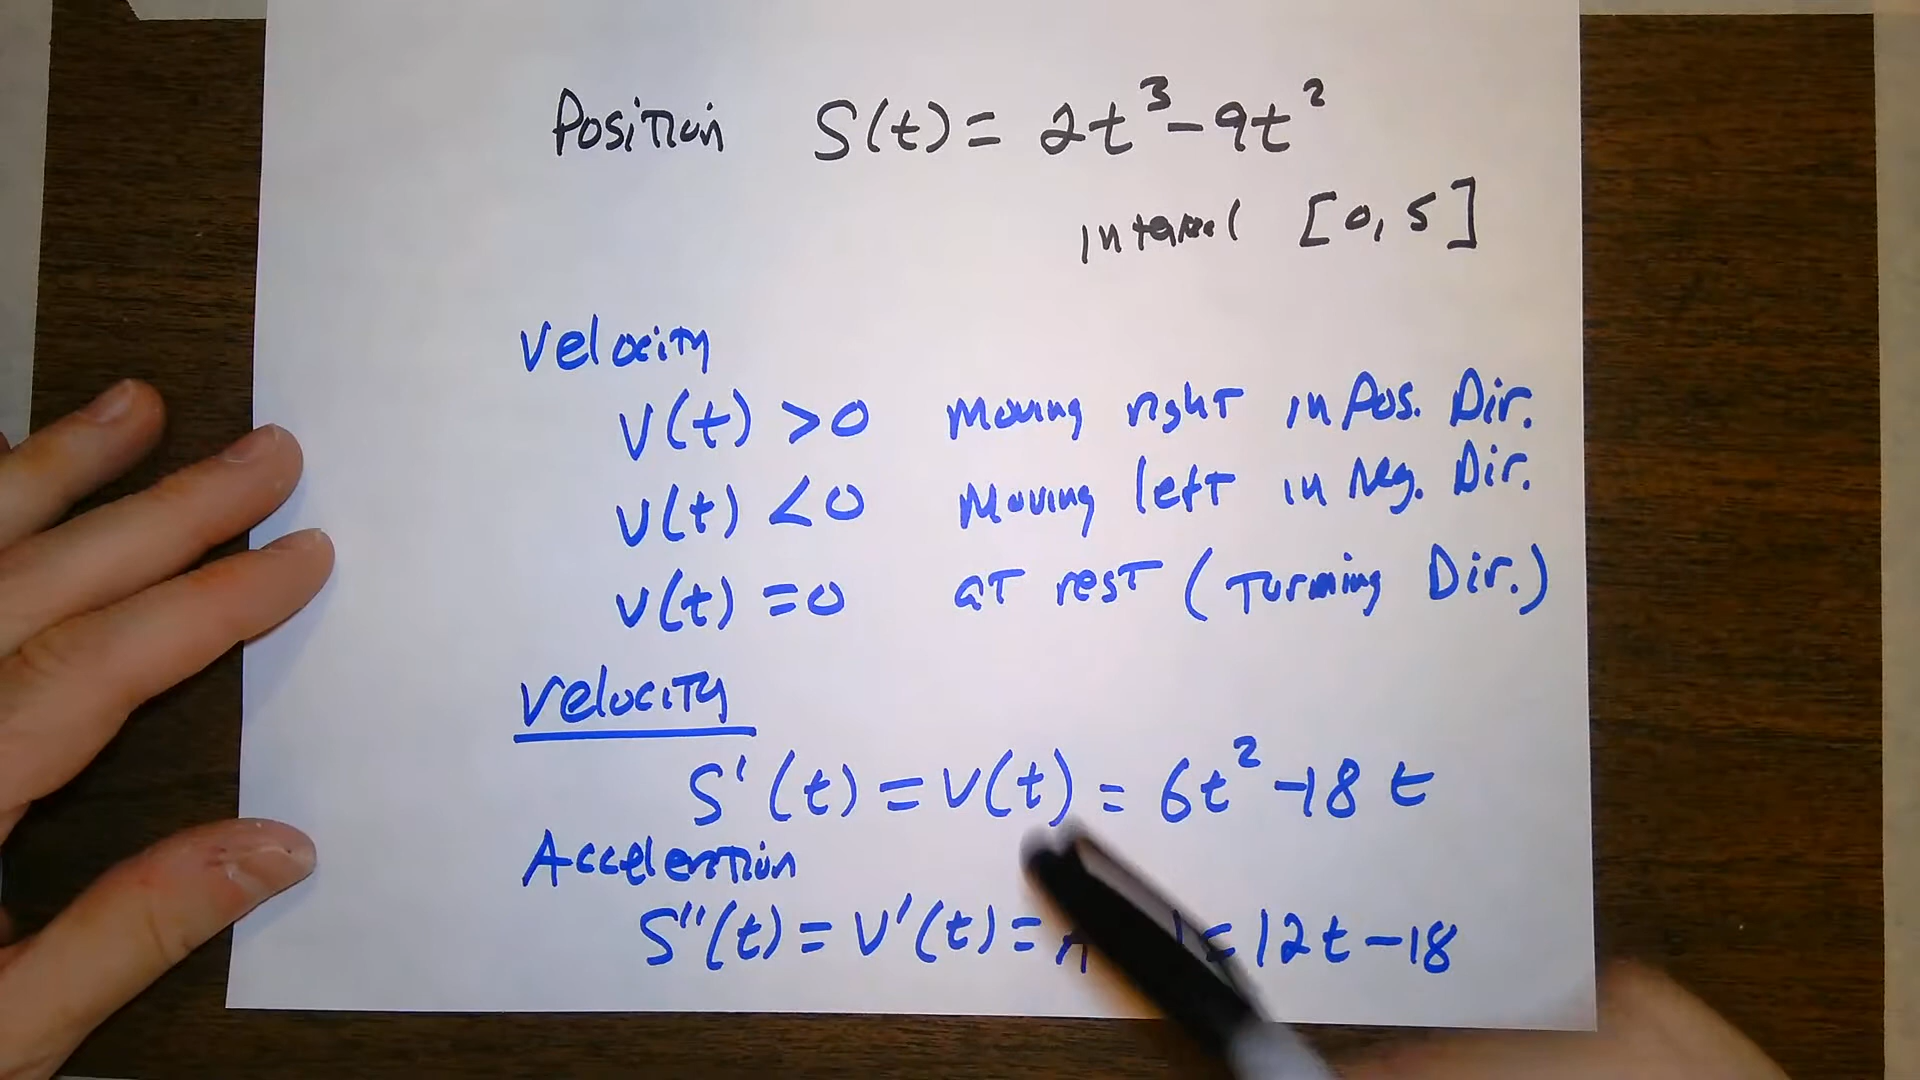 Position S(t) = 2t³-9t²
interval [0, 5]
Velocity
V(t) >0 Moving right in Pos. Dir.
V(t) <0 Moving left in Neg. Dir.
V(t) =0 at rest (Turning Dir.)
Velocity
S'(t) = V(t) = 6t²-18t
Acceleration
S''(t) = V'(t) = = 12t-18